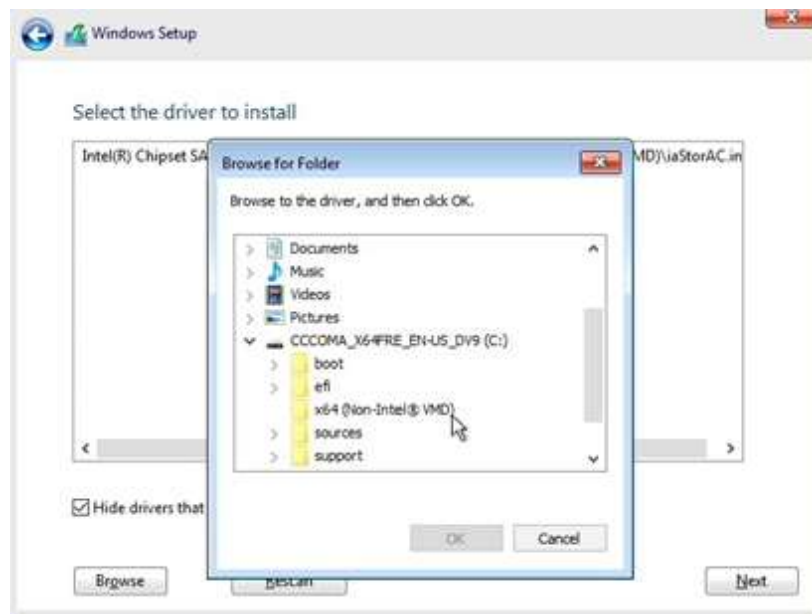 Windows Setup
Select the driver to install
Intel(R) Chipset SA
MD)\iaStorAC.in
Browse for Folder
Browse to the driver, and then click OK.
Documents
Music
Videos
Pictures
CCCOMA_X64FRE_EN-US_DV9 (C:)
boot
efi
x64 (Non-Intel® VMD)
sources
support
Hide drivers that
OK
Cancel
Browse
Rescan
Next